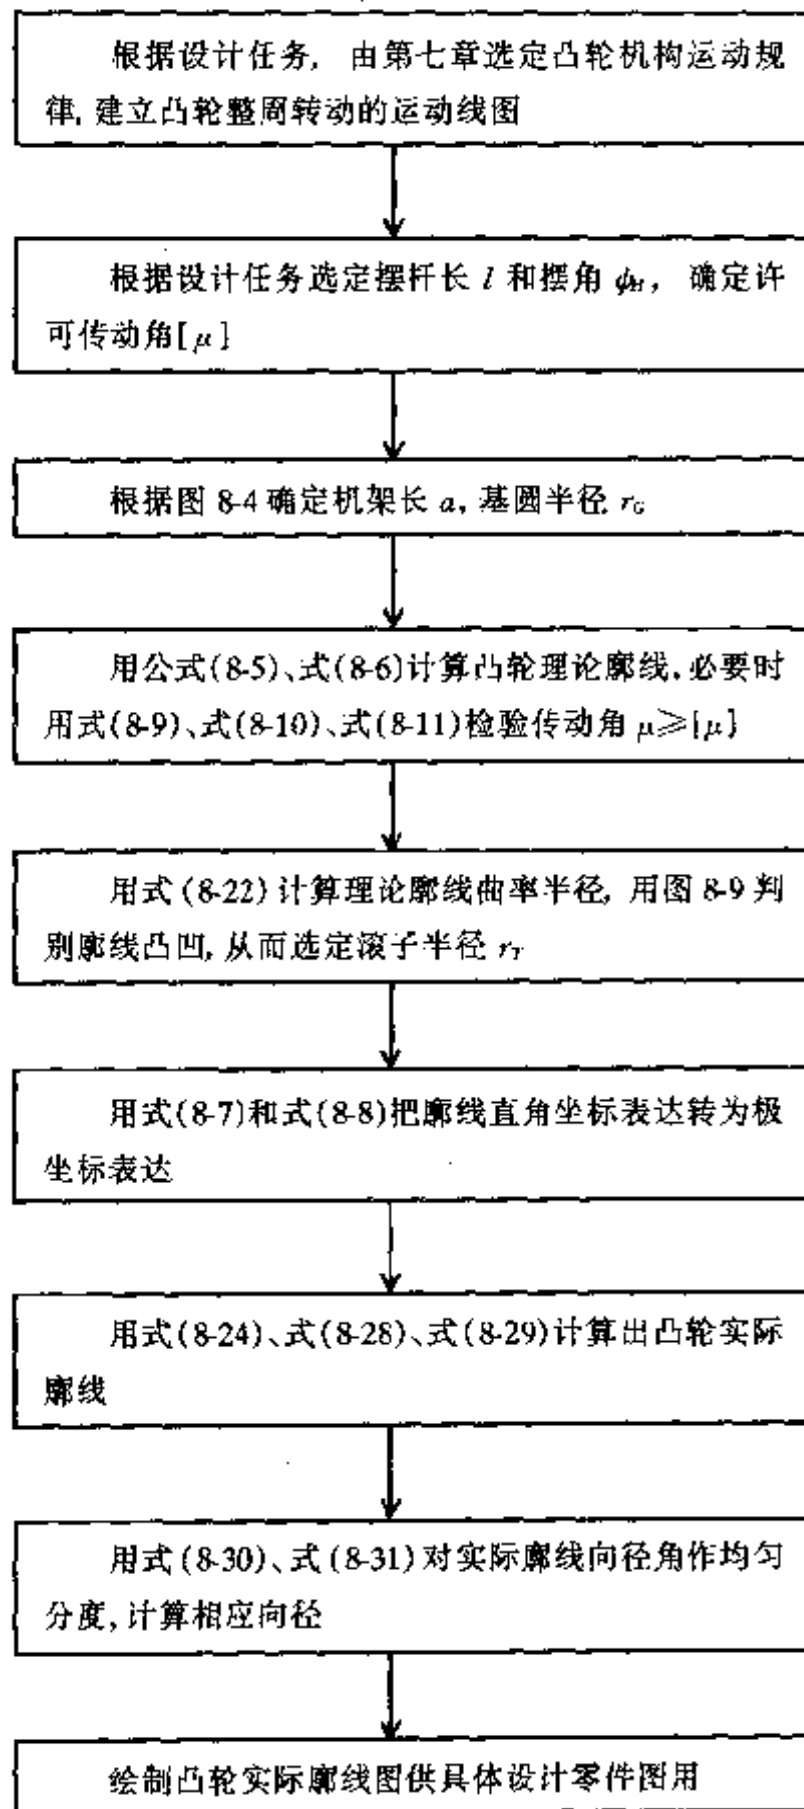 根据设计任务, 由第七章选定凸轮机构运动规
律, 建立凸轮整周转动的运动线图
根据设计任务选定摆杆长 l 和摆角 ψH, 确定许
可传动角[μ]
根据图 8-4 确定机架长 a, 基圆半径 rG
用公式(8-5)、式(8-6)计算凸轮理论廓线, 必要时
用式(8-9)、式(8-10)、式(8-11)检验传动角 μ≥[μ]
用式 (8-22) 计算理论廓线曲率半径, 用图 8-9 判
别廓线凸凹, 从而选定滚子半径 rT
用式(8-7)和式(8-8)把廓线直角坐标表达转为极
坐标表达
用式(8-24)、式(8-28)、式(8-29)计算出凸轮实际
廓线
用式 (8-30)、式 (8-31) 对实际廓线向径角作均匀
分度, 计算相应向径
绘制凸轮实际廓线图供具体设计零件图用